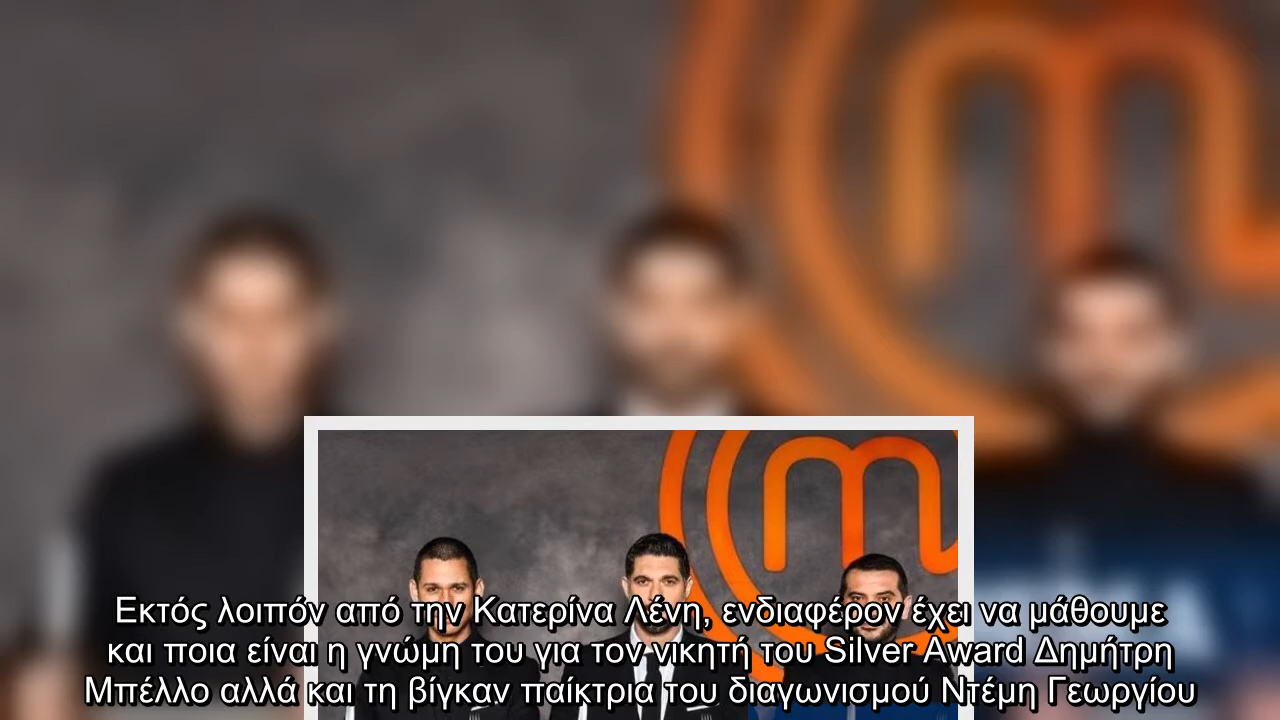 Εκτός λοιπόν από την Κατερίνα Λένη, ενδιαφέρον έχει να μάθουμε
και ποια είναι η γνώμη του για τον νικητή του Silver Award Δημήτρη
Μπέλλο αλλά και τη βίγκαν παίκτρια του διαγωνισμού Ντέμη Γεωργίου